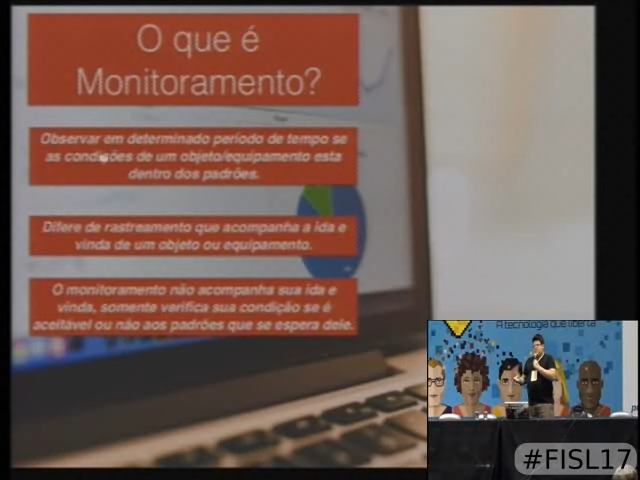 O que é
Monitoramento?
Observar em determinado período de tempo se
as condições de um objeto/equipamento esta
dentro dos padrões.
Difere de rastreamento que acompanha a ida e
vinda de um objeto ou equipamento.
O monitoramento não acompanha sua ida e
vinda, somente verifica sua condição se é
aceitável ou não aos padrões que se espera dele.
A tecnologia que liberta
#FISL17